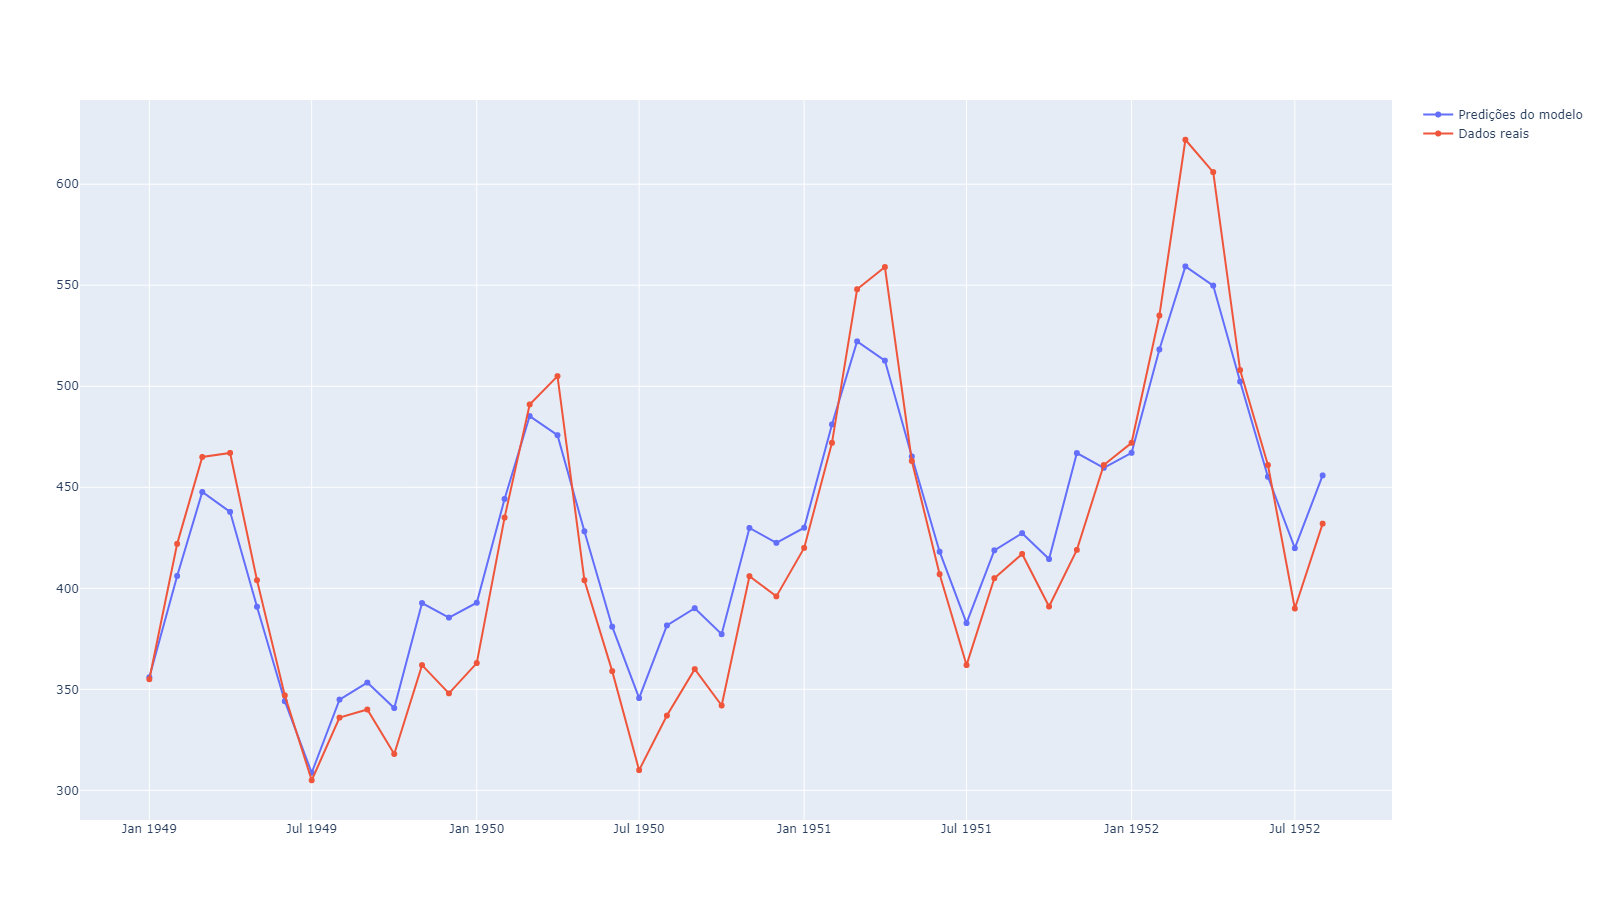 Predições do modelo
Dados reais
600
550
500
450
400
350
300
Jan 1949
Jul 1949
Jan 1950
Jul 1950
Jan 1951
Jul 1951
Jan 1952
Jul 1952